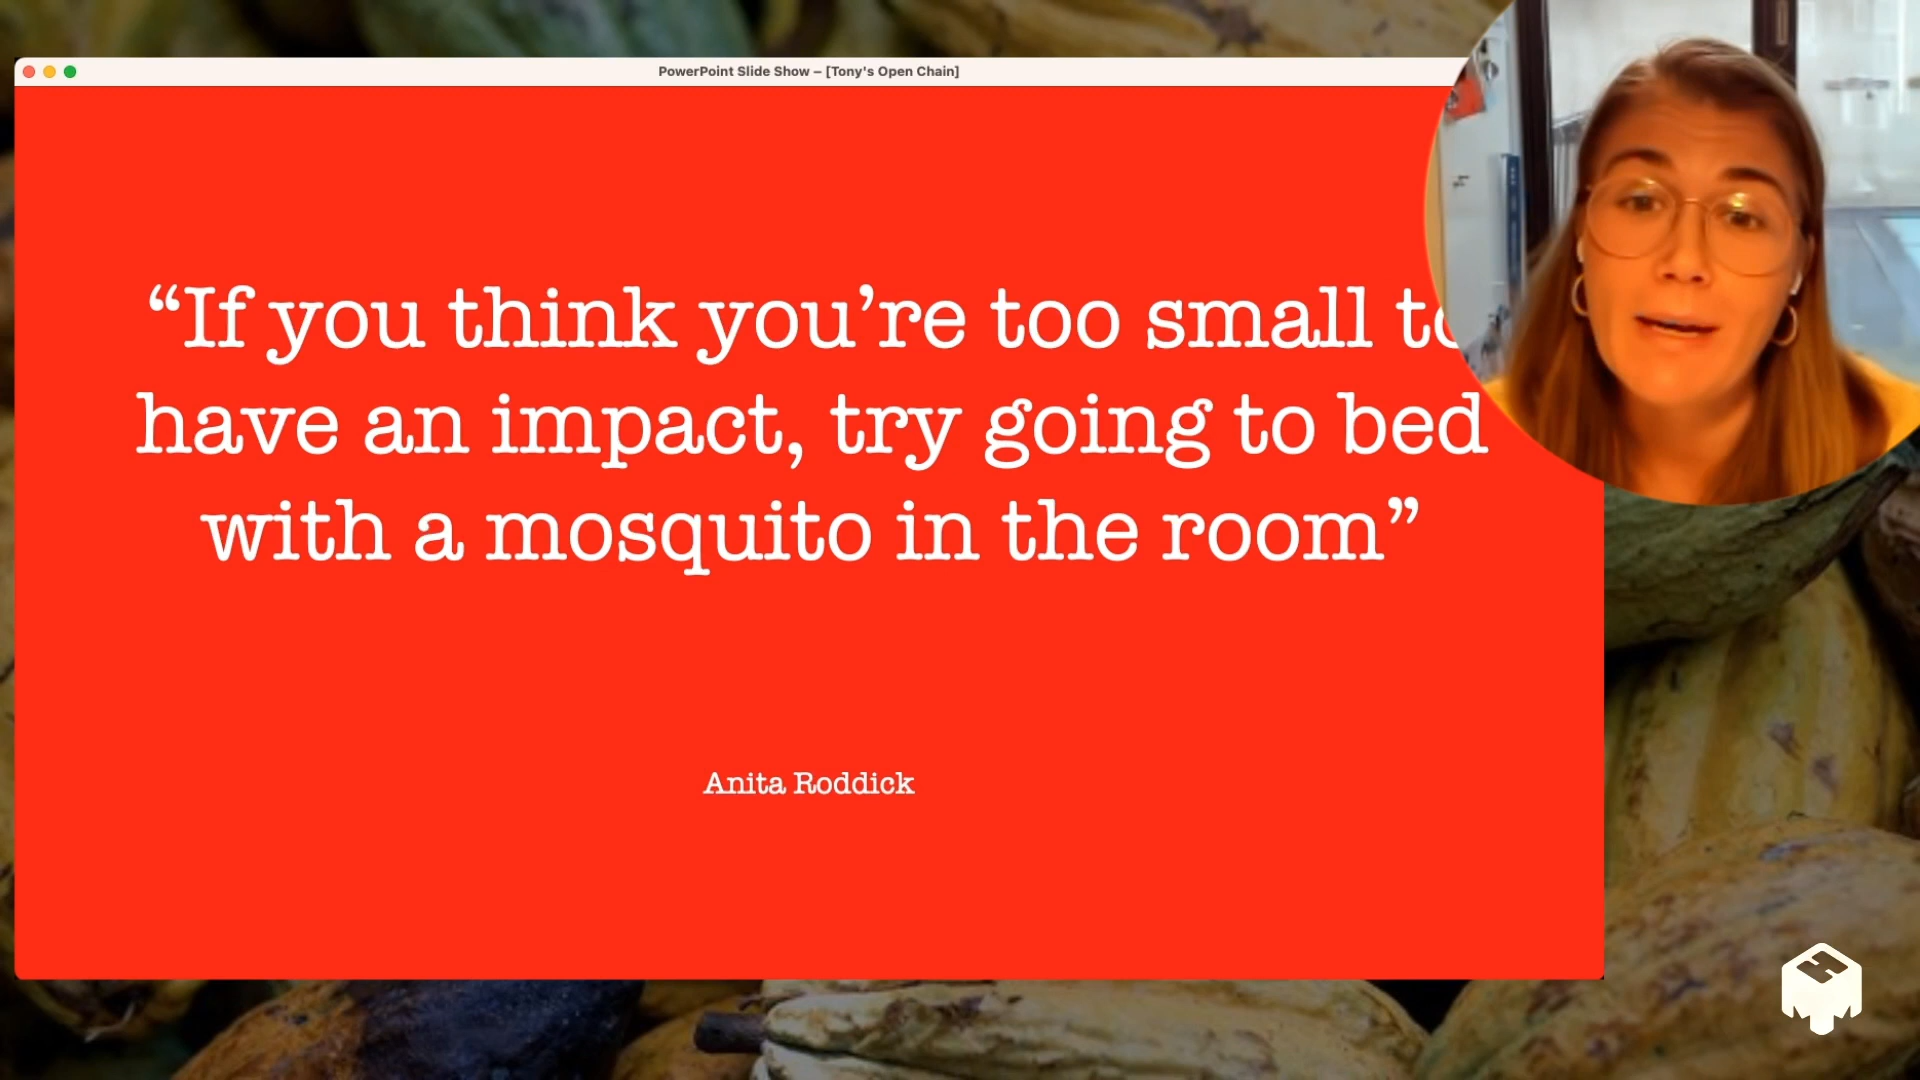 PowerPoint Slide Show – [Tony's Open Chain]
“If you think you’re too small to
have an impact, try going to bed
with a mosquito in the room”
Anita Roddick